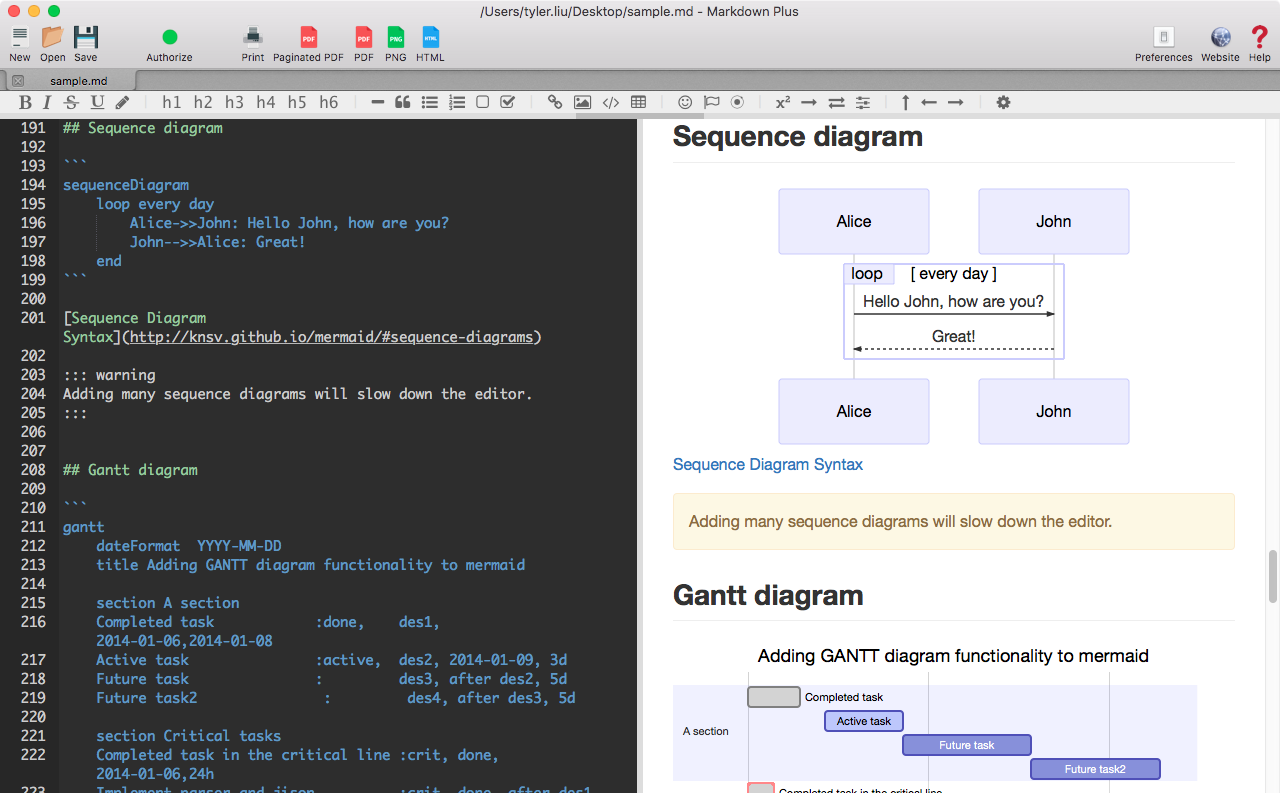 /Users/tyler.liu/Desktop/sample.md - Markdown Plus
New Open Save Authorize Print Paginated PDF PDF PNG HTML Preferences Website Help
sample.md
B I S U h1 h2 h3 h4 h5 h6 x²
191 ## Sequence diagram
192
193 ```
194 sequenceDiagram
195     loop every day
196         Alice->>John: Hello John, how are you?
197         John-->>Alice: Great!
198     end
199 ```
200
201 [Sequence Diagram
Syntax](http://knsv.github.io/mermaid/#sequence-diagrams)
202
203 ::: warning
204 Adding many sequence diagrams will slow down the editor.
205 :::
206
207
208 ## Gantt diagram
209
210 ```
211 gantt
212     dateFormat  YYYY-MM-DD
213     title Adding GANTT diagram functionality to mermaid
214
215     section A section
216     Completed task            :done,    des1,
2014-01-06,2014-01-08
217     Active task               :active,  des2, 2014-01-09, 3d
218     Future task               :         des3, after des2, 5d
219     Future task2               :         des4, after des3, 5d
220
221     section Critical tasks
222     Completed task in the critical line :crit, done,
2014-01-06,24h
223     Implement parser and jison          :crit, done, after des1
Sequence diagram
Alice John
loop [ every day ]
Hello John, how are you?
Great!
Alice John
Sequence Diagram Syntax
Adding many sequence diagrams will slow down the editor.
Gantt diagram
Adding GANTT diagram functionality to mermaid
Completed task
Active task
A section
Future task
Future task2
Completed task in the critical line